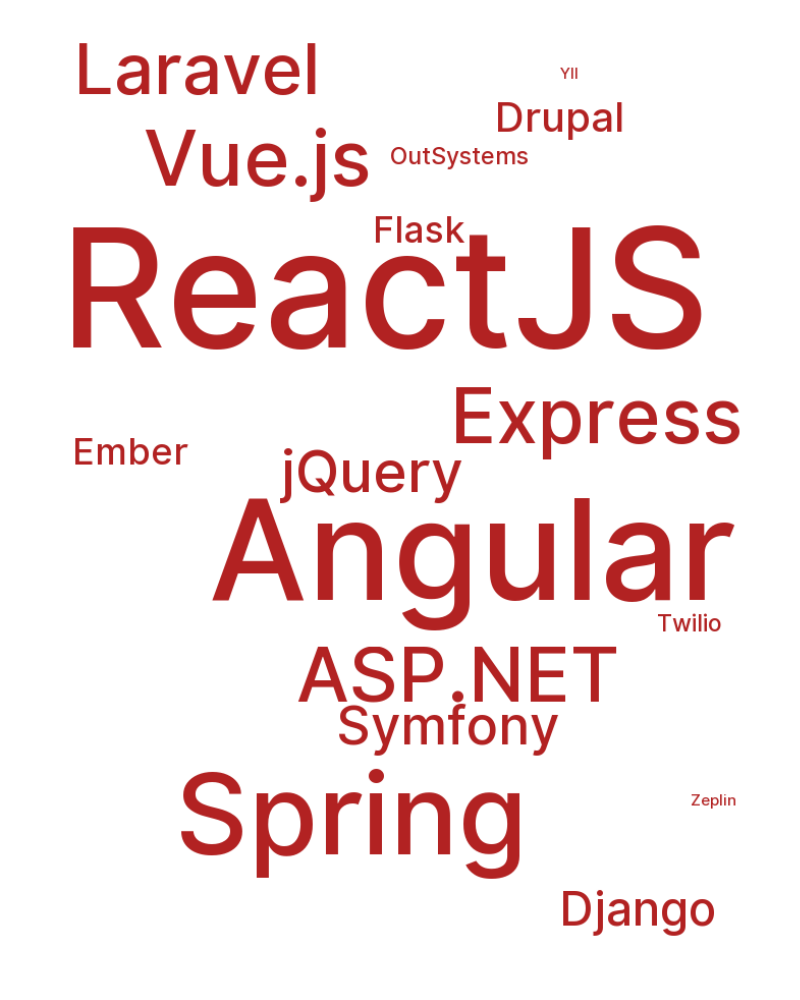 Laravel
YII
Drupal
Vue.js
OutSystems
Flask
ReactJS
Express
Ember
jQuery
Angular
Twilio
ASP.NET
Symfony
Spring
Zeplin
Django